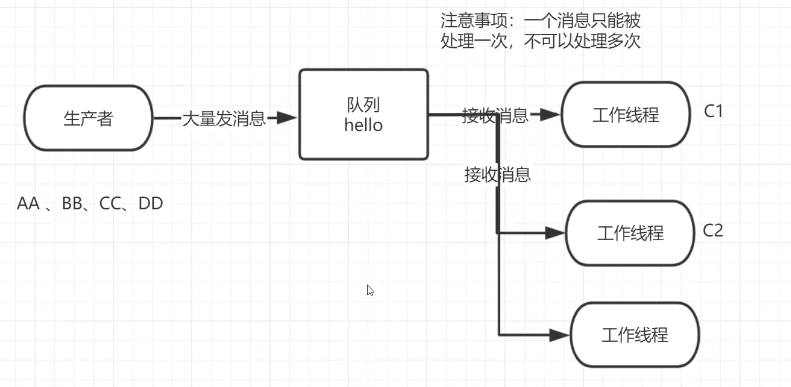 注意事项：一个消息只能被
处理一次，不可以处理多次
生产者
大量发消息
队列
hello
接收消息
工作线程
C1
接收消息
AA 、BB、CC、DD
工作线程
C2
工作线程